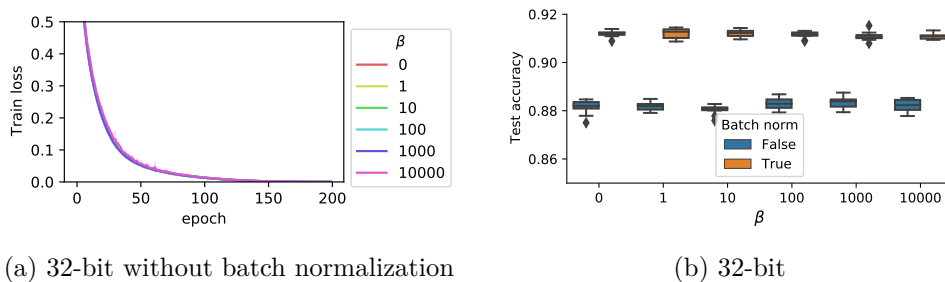 0.5
0.4
0.3
0.2
0.1
0.0
Train loss
0
50
100
150
200
epoch
β
0
1
10
100
1000
10000
0.92
0.90
0.88
0.86
Test accuracy
Batch norm
False
True
0
1
10
100
1000
10000
β
(a) 32-bit without batch normalization
(b) 32-bit